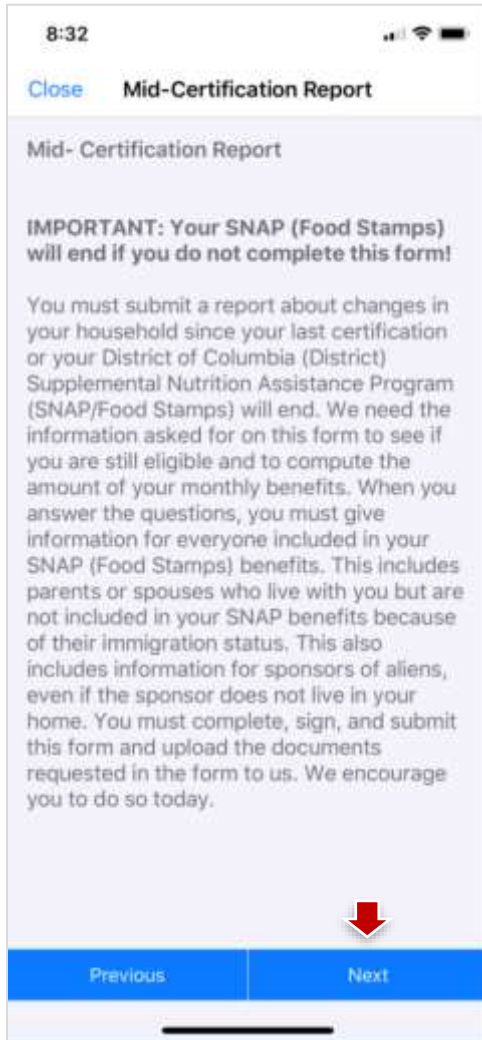 8:32
Close Mid-Certification Report
Mid- Certification Report
IMPORTANT: Your SNAP (Food Stamps)
will end if you do not complete this form!
You must submit a report about changes in
your household since your last certification
or your District of Columbia (District)
Supplemental Nutrition Assistance Program
(SNAP/Food Stamps) will end. We need the
information asked for on this form to see if
you are still eligible and to compute the
amount of your monthly benefits. When you
answer the questions, you must give
information for everyone included in your
SNAP (Food Stamps) benefits. This includes
parents or spouses who live with you but are
not included in your SNAP benefits because
of their immigration status. This also
includes information for sponsors of aliens,
even if the sponsor does not live in your
home. You must complete, sign, and submit
this form and upload the documents
requested in the form to us. We encourage
you to do so today.
Previous Next